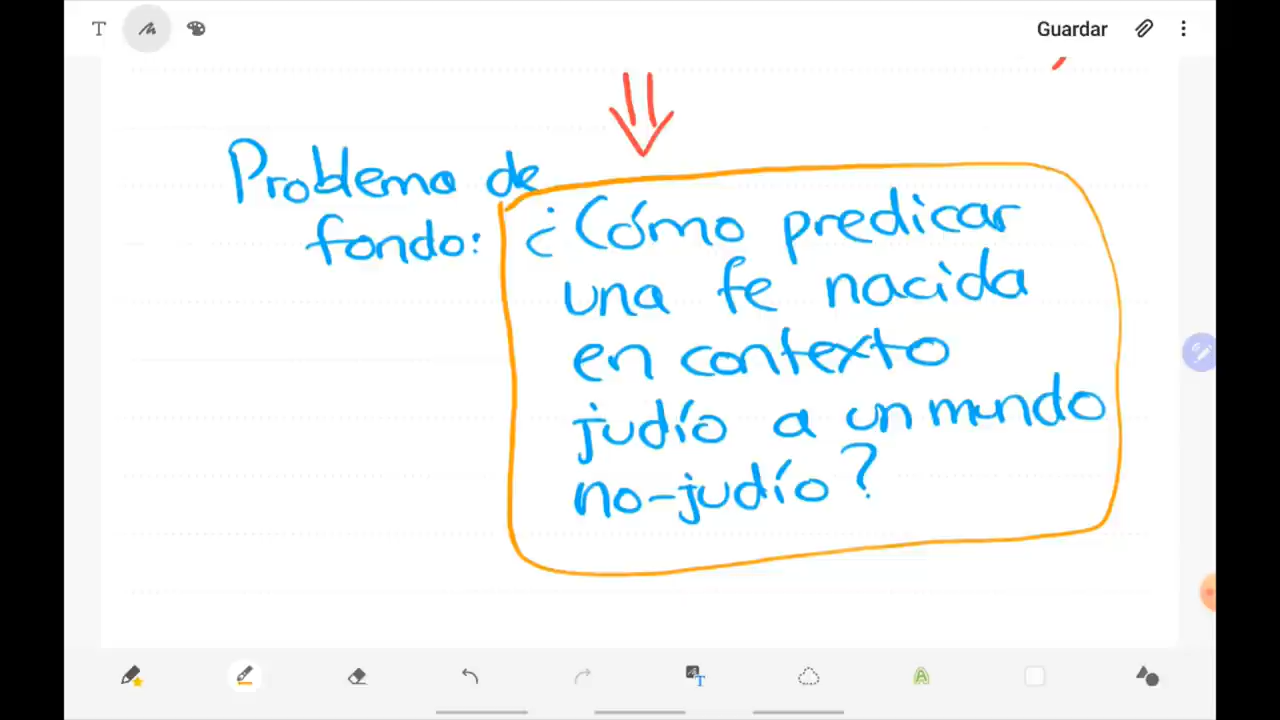 Guardar
Problema de
fondo:
¿Cómo predicar
una fe nacida
en contexto
judío a un mundo
no-judío?